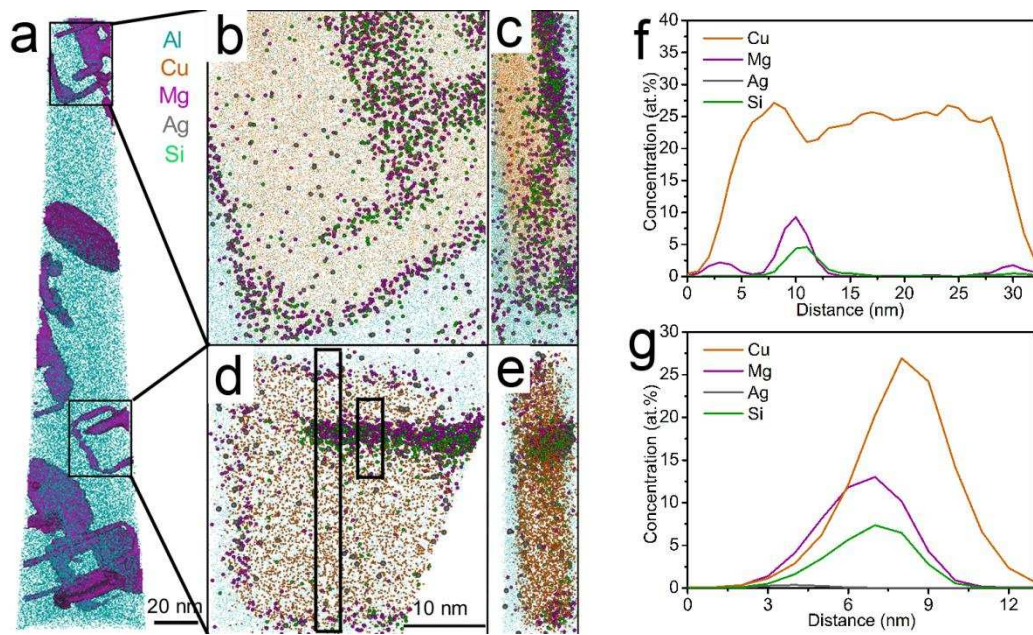 a
Al
Cu
Mg
Ag
Si
20 nm
b
c
d
10 nm
e
f
Concentration (at.%)
40
35
30
25
20
15
10
5
0
Cu
Mg
Ag
Si
0 5 10 15 20 25 30
Distance (nm)
g
Concentration (at.%)
30
25
20
15
10
5
0
Cu
Mg
Ag
Si
0 3 6 9 12
Distance (nm)